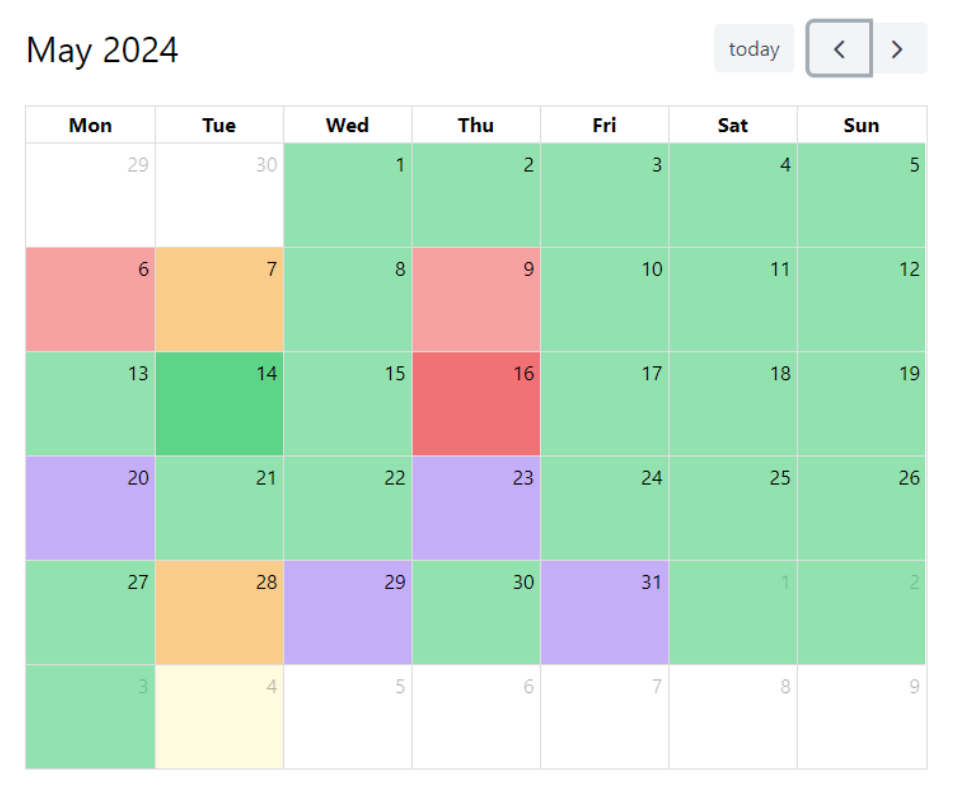 May 2024
today
Mon Tue Wed Thu Fri Sat Sun
29 30 1 2 3 4 5
6 7 8 9 10 11 12
13 14 15 16 17 18 19
20 21 22 23 24 25 26
27 28 29 30 31 1 2
3 4 5 6 7 8 9